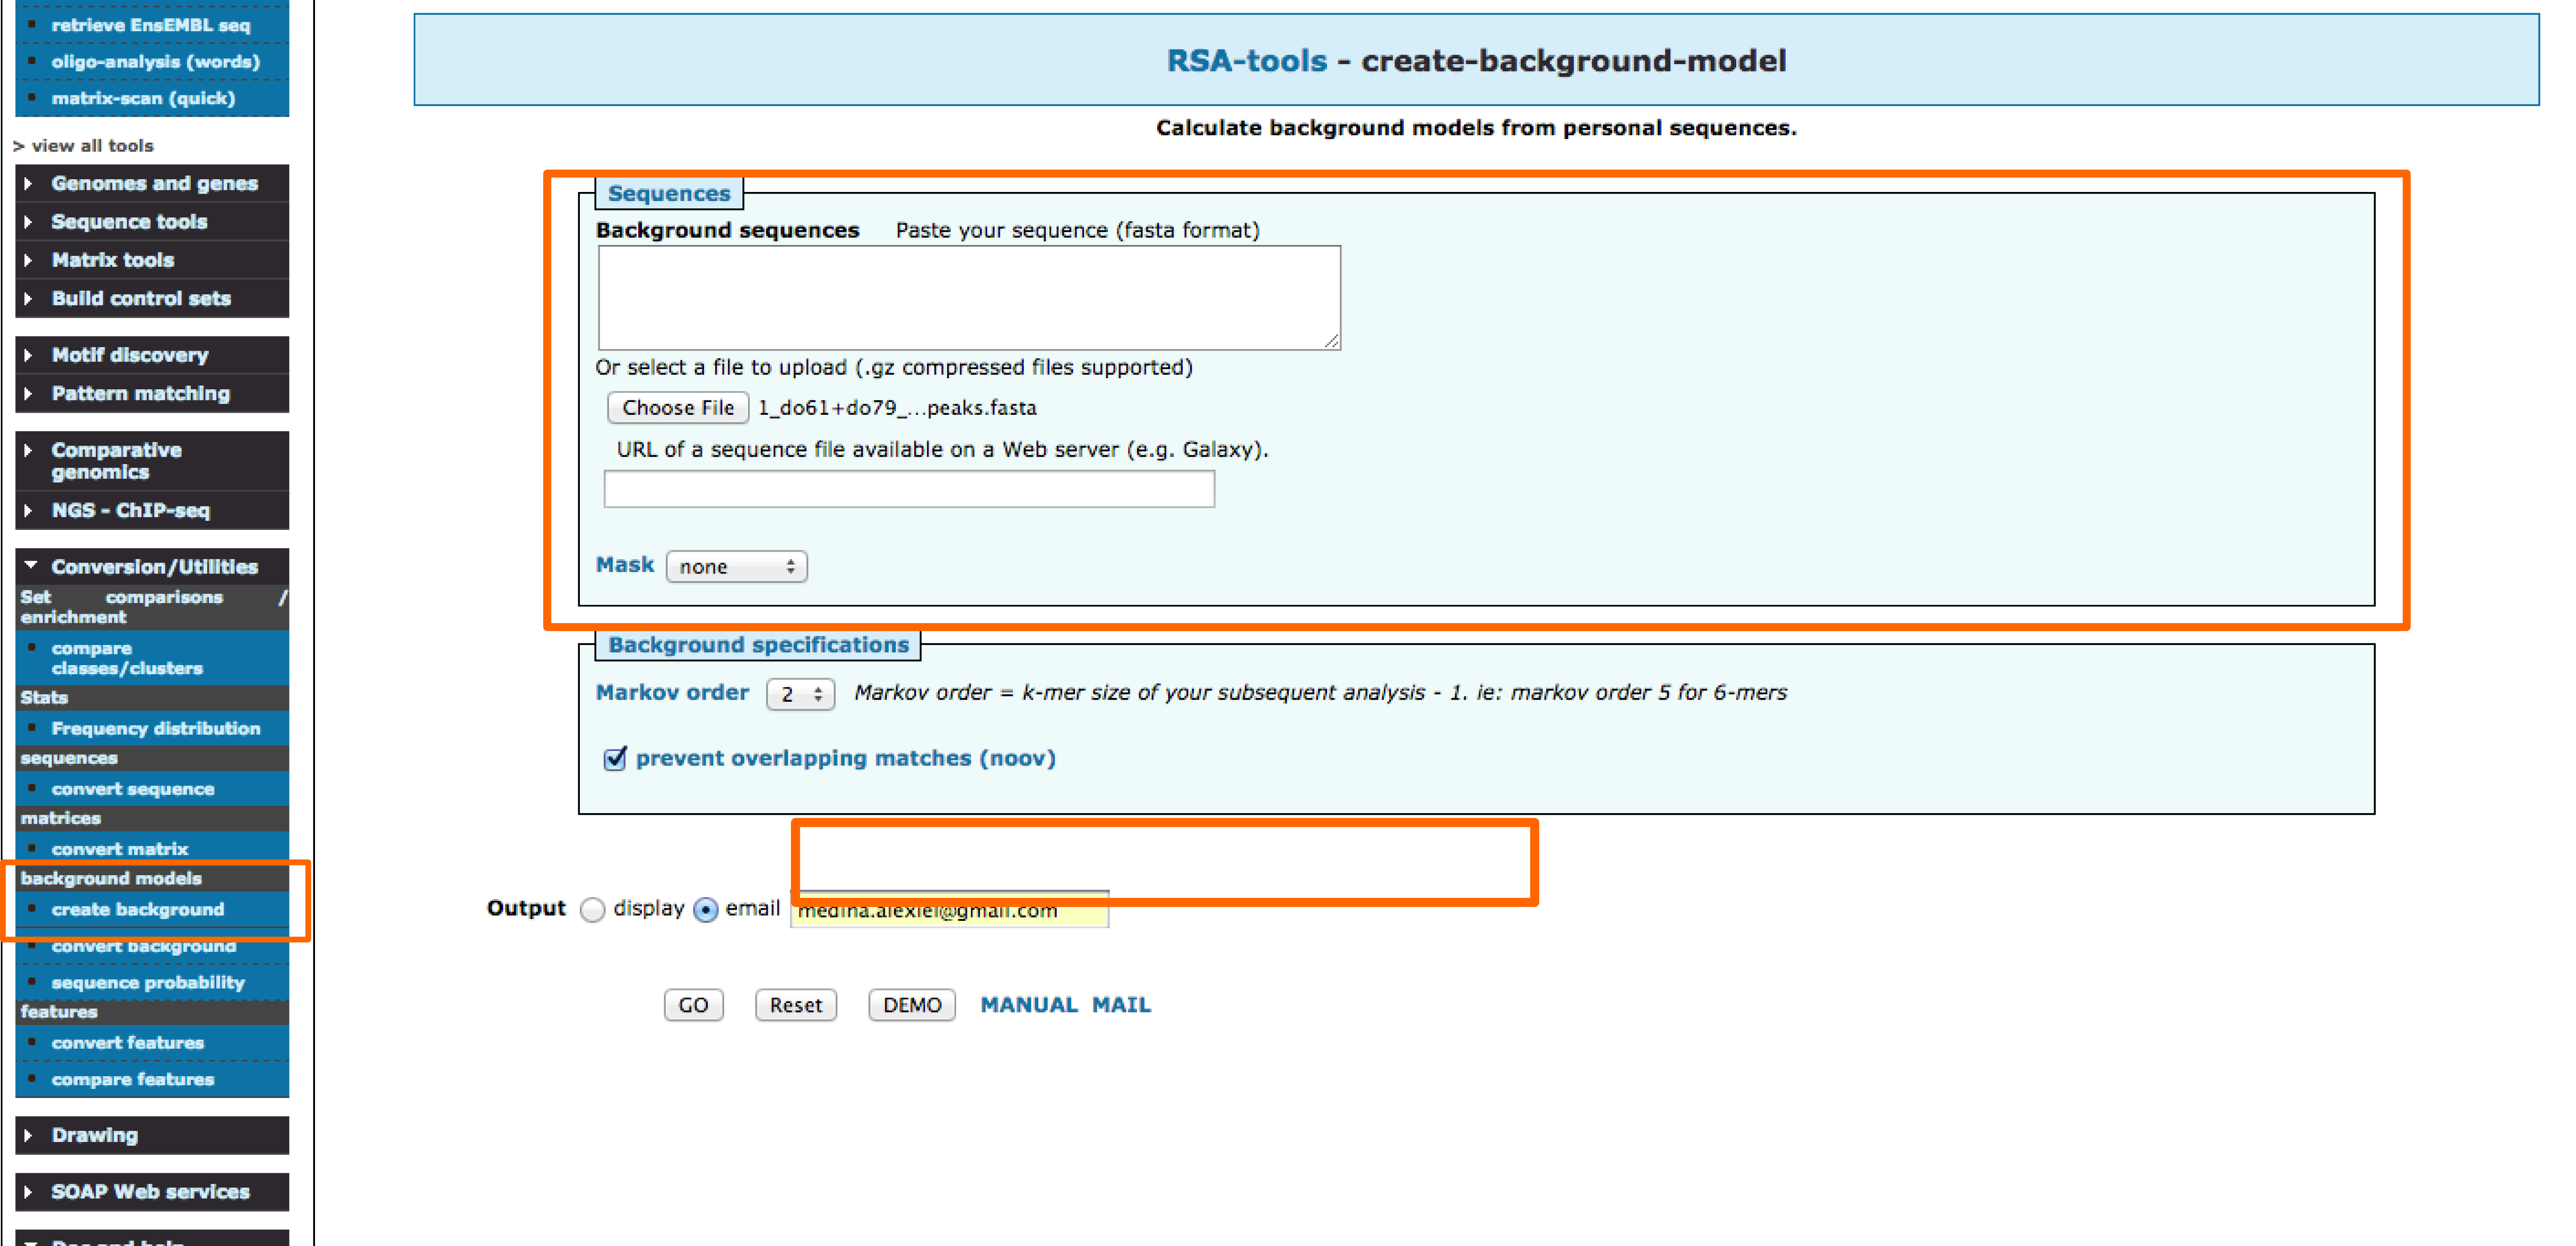 retrieve EnsEMBL seq
oligo-analysis (words)
matrix-scan (quick)
> view all tools
Genomes and genes
Sequence tools
Matrix tools
Build control sets
Motif discovery
Pattern matching
Comparative
genomics
NGS - ChIP-seq
Conversion/Utilities
Set comparisons /
enrichment
compare
classes/clusters
Stats
Frequency distribution
sequences
convert sequence
matrices
convert matrix
background models
create background
convert background
sequence probability
features
convert features
compare features
Drawing
SOAP Web services
RSA-tools - create-background-model
Calculate background models from personal sequences.
Sequences
Background sequences Paste your sequence (fasta format)
Or select a file to upload (.gz compressed files supported)
Choose File 1_do61+do79_...peaks.fasta
URL of a sequence file available on a Web server (e.g. Galaxy).
Mask none
Background specifications
Markov order 2 Markov order = k-mer size of your subsequent analysis - 1. ie: markov order 5 for 6-mers
prevent overlapping matches (noov)
Output display email medina.alexiel@gmail.com
GO Reset DEMO MANUAL MAIL